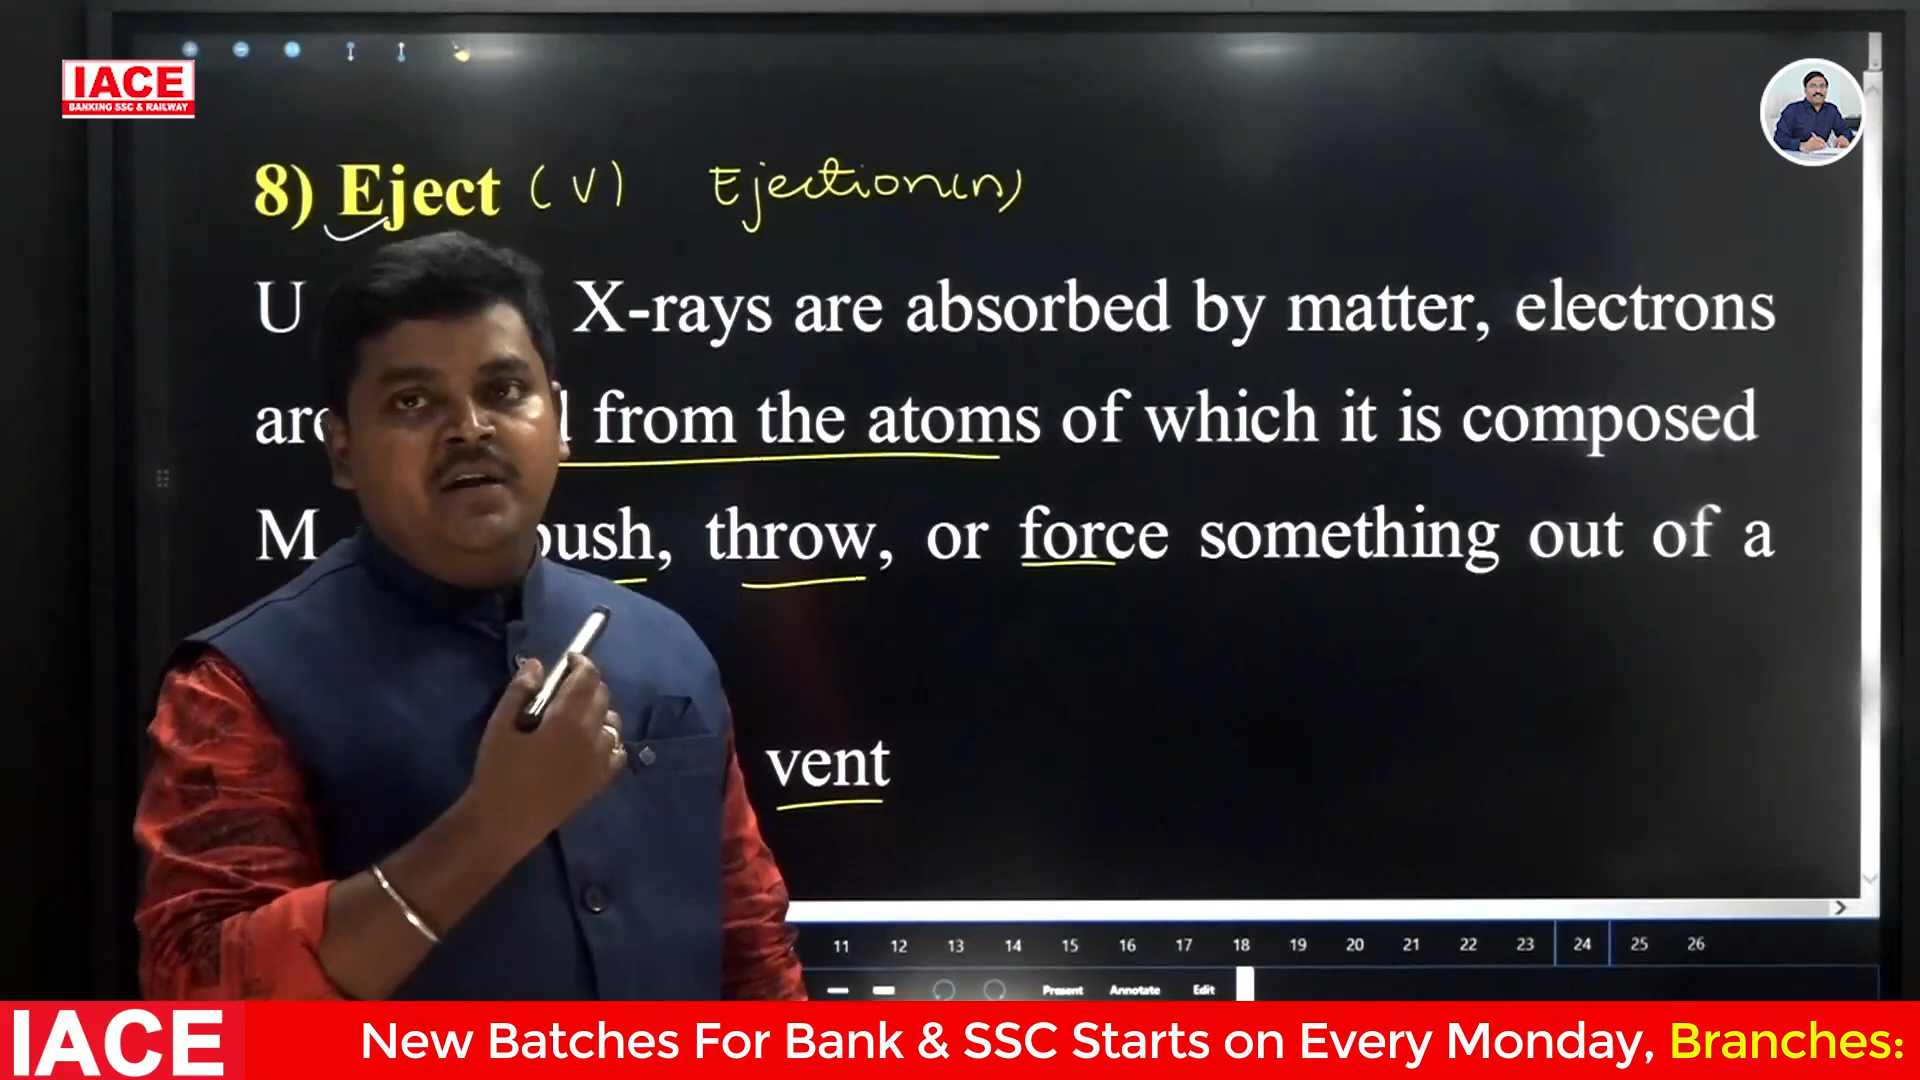 IACE
BANKING SSC & RAILWAY
8) Eject (V) Ejection(n)
U X-rays are absorbed by matter, electrons
from the atoms of which it is composed
M push, throw, or force something out of a
vent
11 12 13 14 15 16 17 18 19 20 21 22 23 24 25 26
Present Annotate Edit
IACE New Batches For Bank & SSC Starts on Every Monday, Branches: